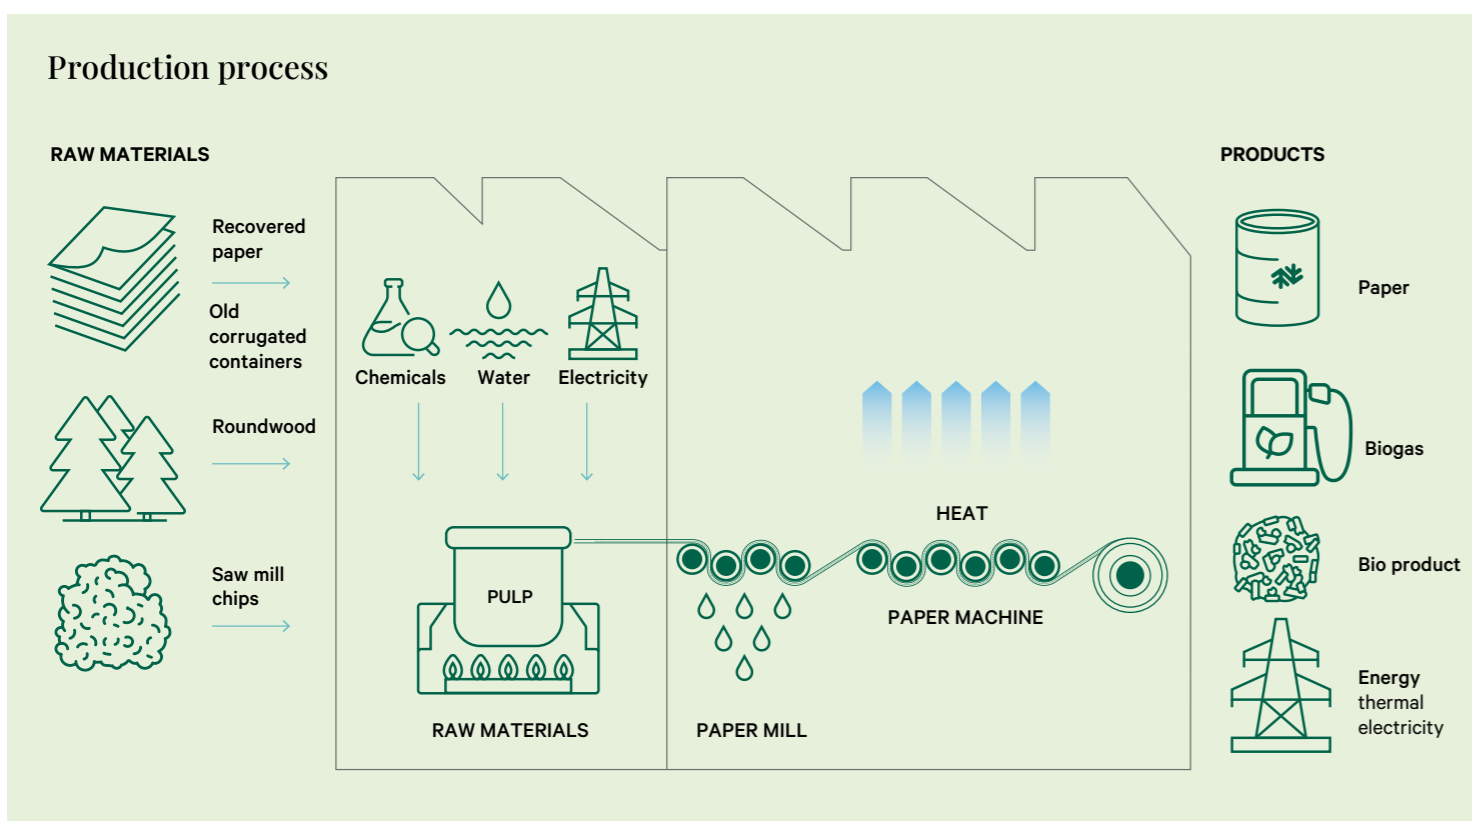 Production process
RAW MATERIALS
Recovered
paper
Old
corrugated
containers
Roundwood
Saw mill
chips
Chemicals
Water
Electricity
PULP
RAW MATERIALS
HEAT
PAPER MACHINE
PAPER MILL
PRODUCTS
Paper
Biogas
Bio product
Energy
thermal
electricity